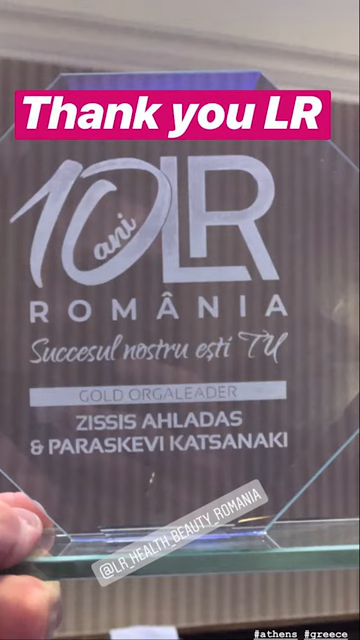 Thank you LR
10 ani LR
ROMÂNIA
Succesul nostru ești TU
GOLD ORGALEADER
ZISSIS AHLADAS
& PARASKEVI KATSANAKI
@LR_HEALTH_BEAUTY_ROMANIA
#athens #greece